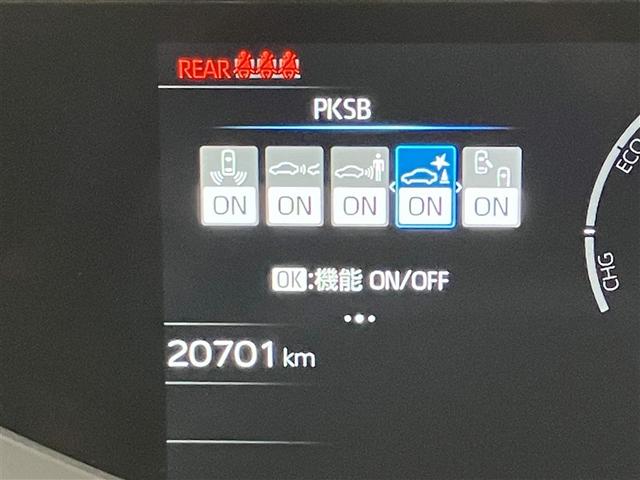 REAR
PKSB
ON ON ON ON ON
OK:機能 ON/OFF
20701 km
ECO
CHG